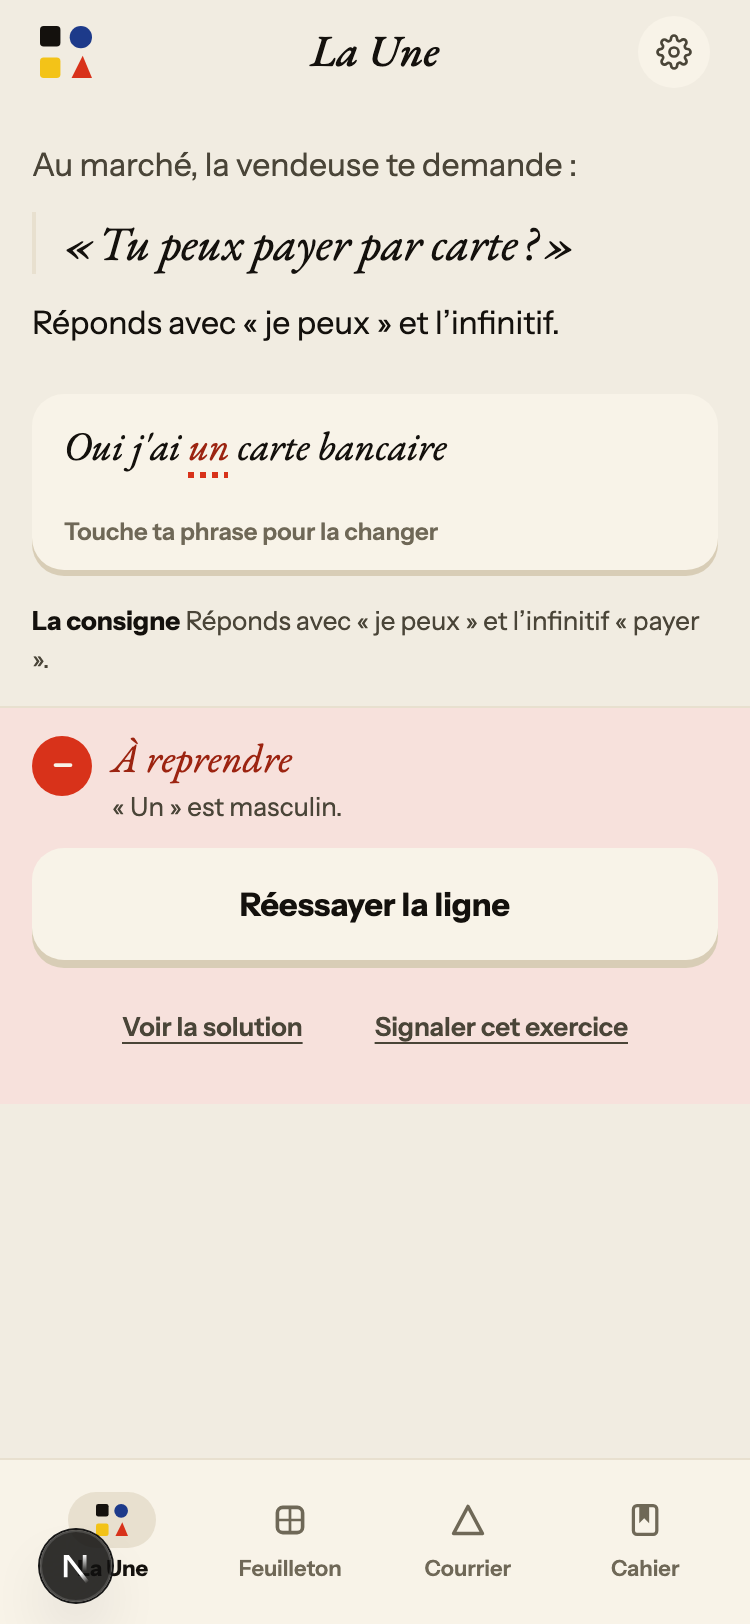 La Une
Au marché, la vendeuse te demande :
« Tu peux payer par carte ? »
Réponds avec « je peux » et l’infinitif.
Oui j'ai un carte bancaire
Touche ta phrase pour la changer
La consigne Réponds avec « je peux » et l’infinitif « payer
».
À reprendre
« Un » est masculin.
Réessayer la ligne
Voir la solution Signaler cet exercice
N
La Une Feuilleton Courrier Cahier